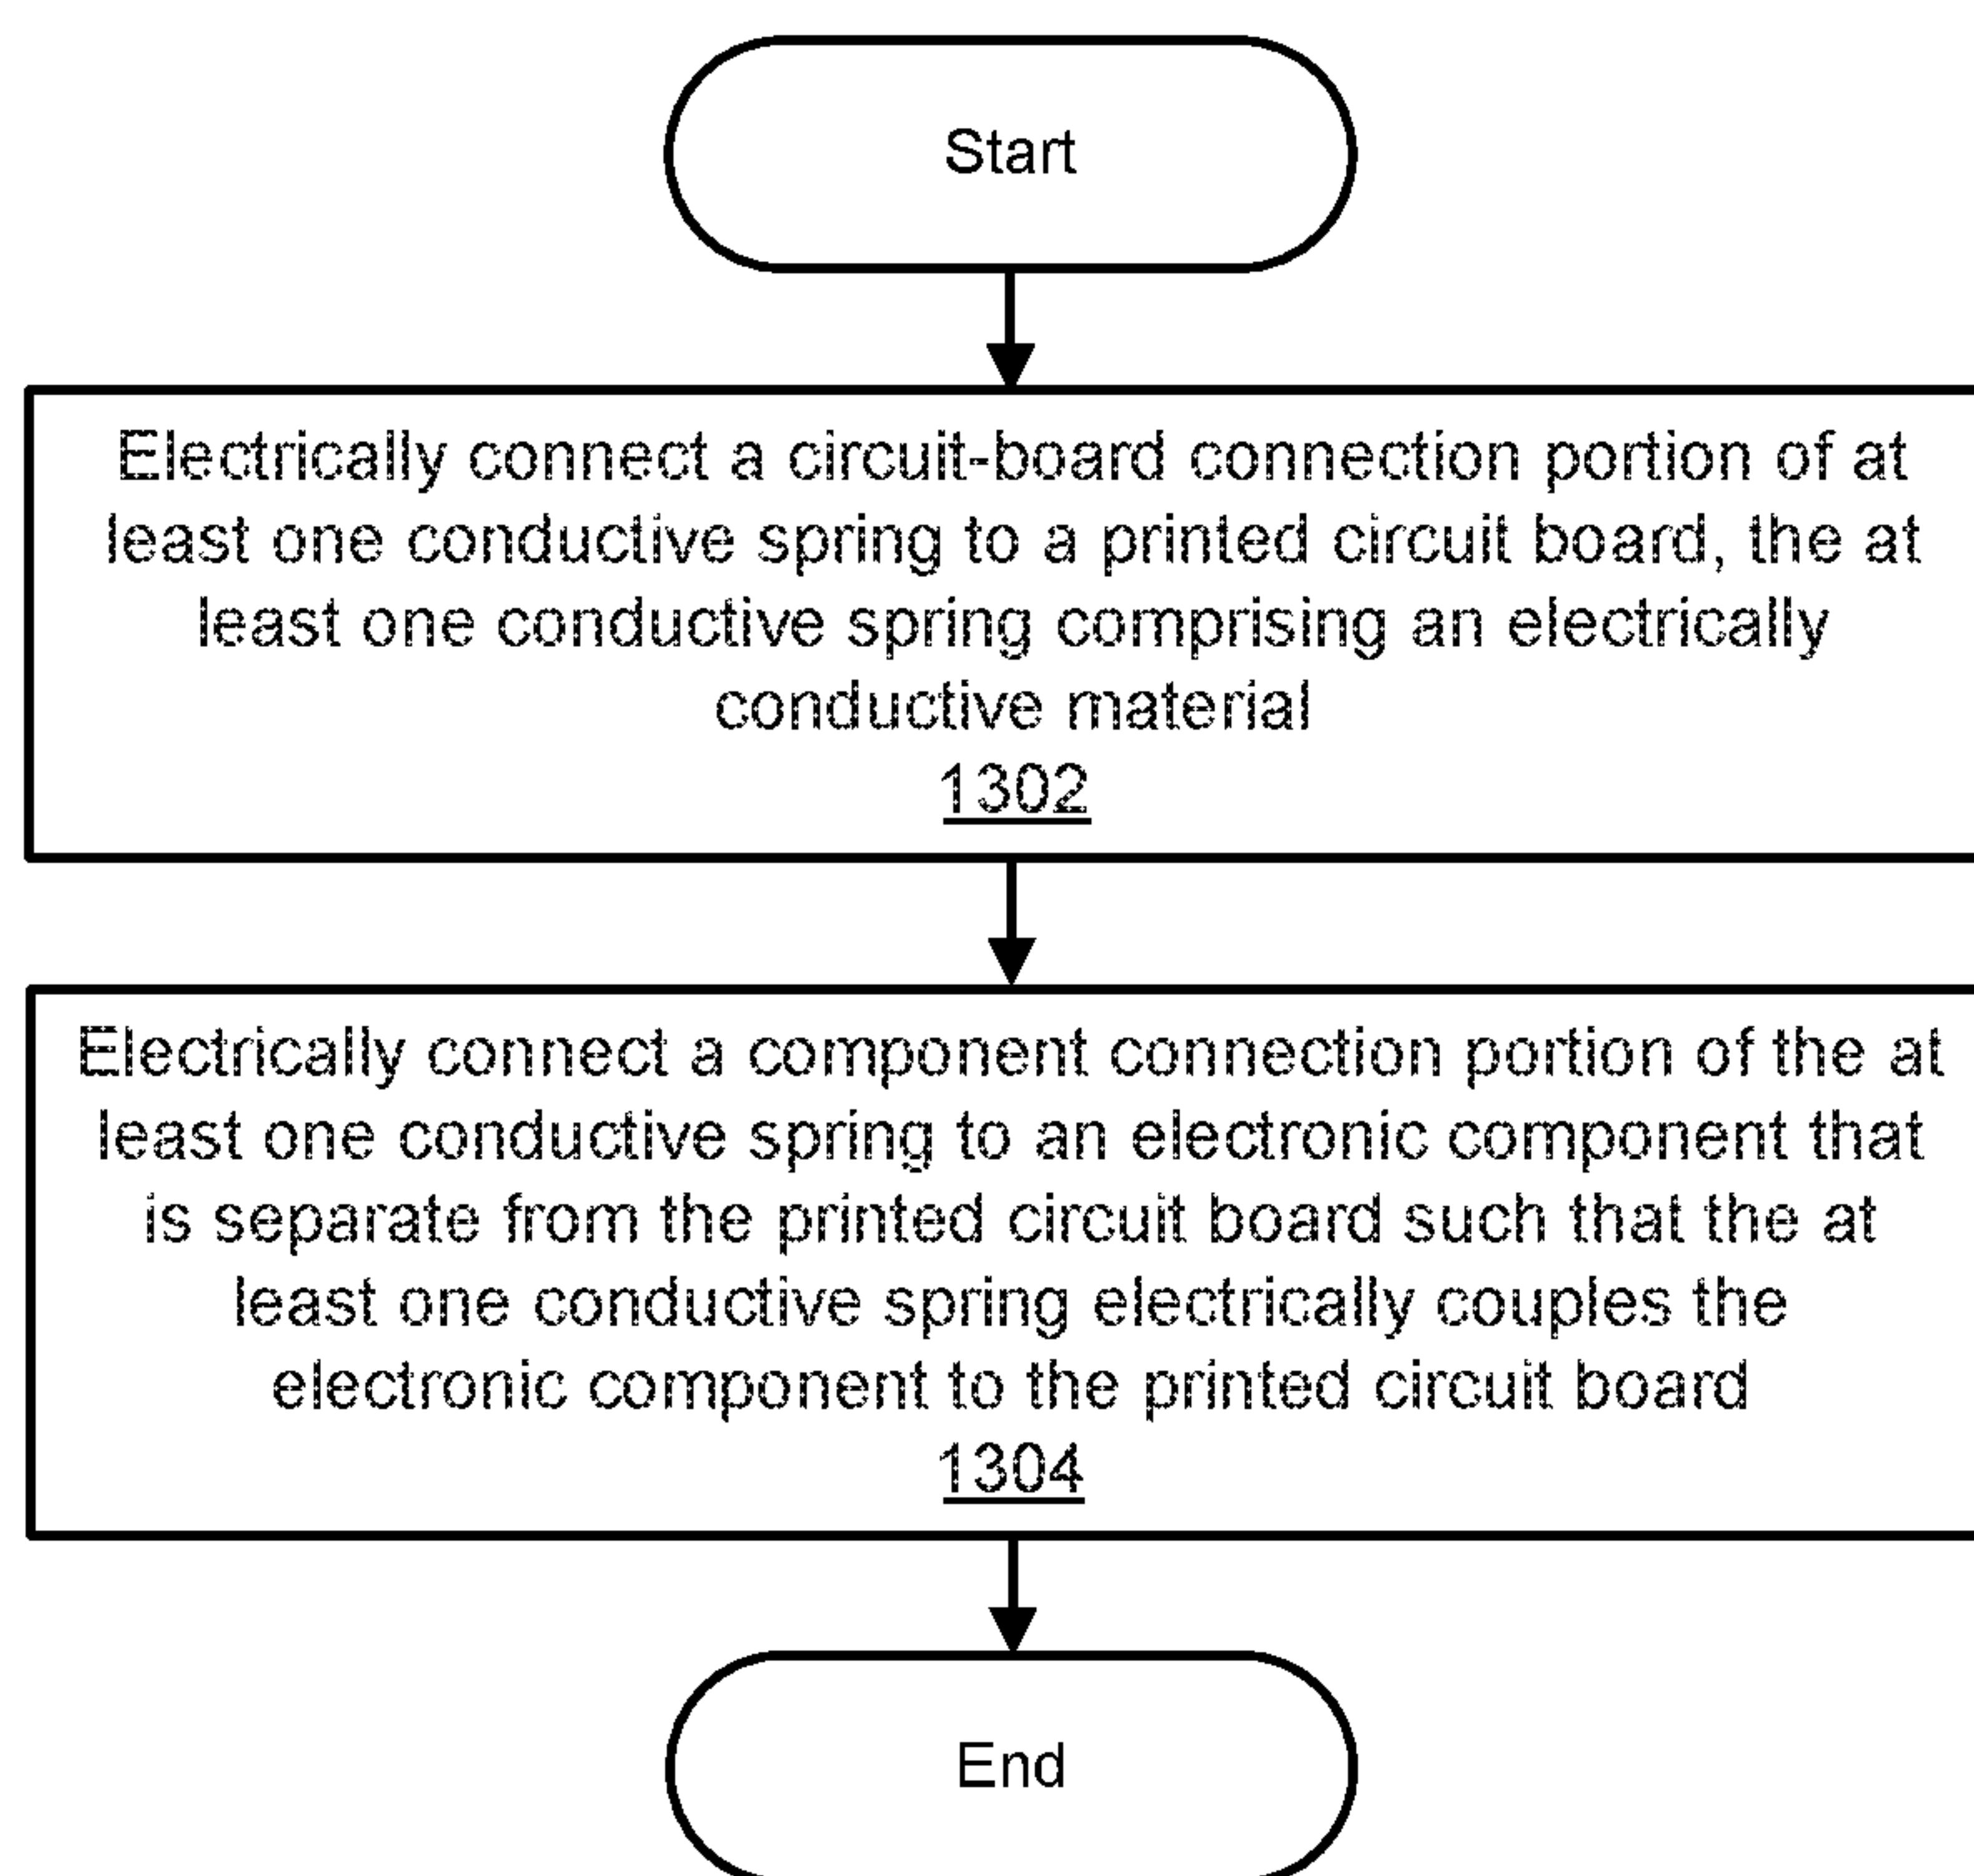 Start
Electrically connect a circuit-board connection portion of at
least one conductive spring to a printed circuit board, the at
least one conductive spring comprising an electrically
conductive material
1302
Electrically connect a component connection portion of the at
least one conductive spring to an electronic component that
is separate from the printed circuit board such that the at
least one conductive spring electrically couples the
electronic component to the printed circuit board
1304
End